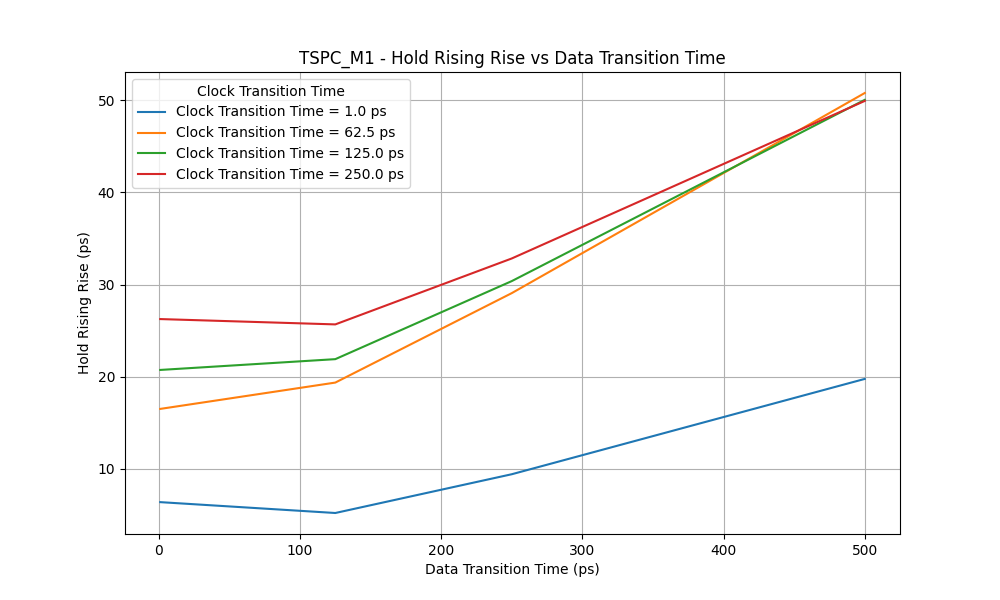 TSPC_M1 - Hold Rising Rise vs Data Transition Time
Clock Transition Time
Clock Transition Time = 1.0 ps
Clock Transition Time = 62.5 ps
Clock Transition Time = 125.0 ps
Clock Transition Time = 250.0 ps
Hold Rising Rise (ps)
50
40
30
20
10
0 100 200 300 400 500
Data Transition Time (ps)